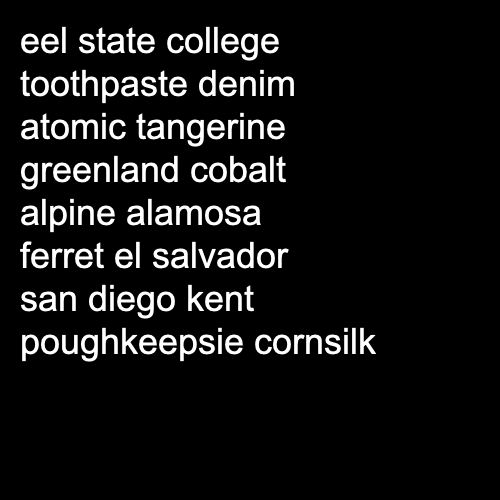 eel state college
toothpaste denim
atomic tangerine
greenland cobalt
alpine alamosa
ferret el salvador
san diego kent
poughkeepsie cornsilk